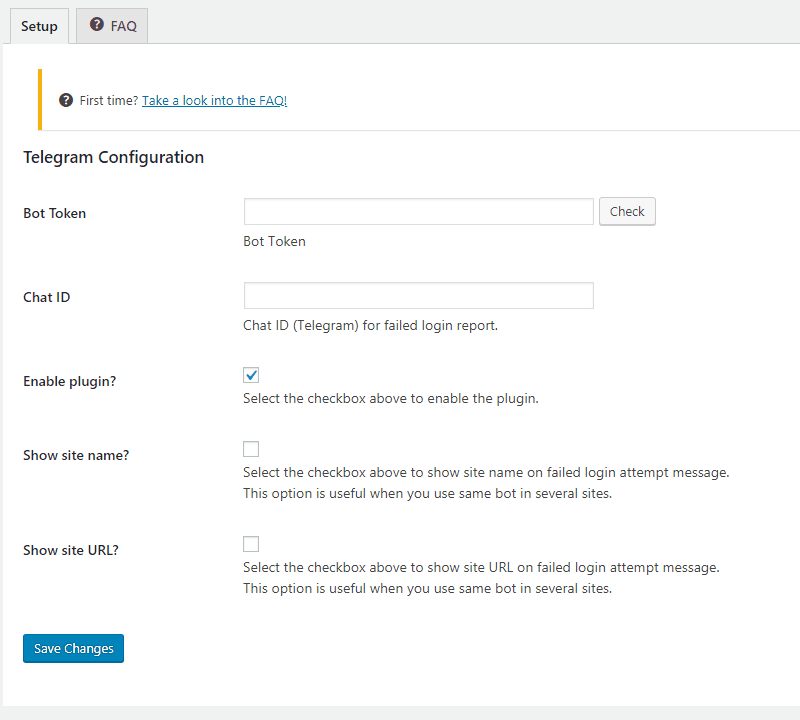 Setup
FAQ
First time? Take a look into the FAQ!
Telegram Configuration
Bot Token
Check
Bot Token
Chat ID
Chat ID (Telegram) for failed login report.
Enable plugin?
Select the checkbox above to enable the plugin.
Show site name?
Select the checkbox above to show site name on failed login attempt message.
This option is useful when you use same bot in several sites.
Show site URL?
Select the checkbox above to show site URL on failed login attempt message.
This option is useful when you use same bot in several sites.
Save Changes